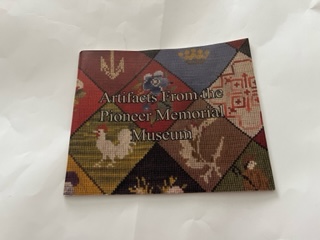 Artifacts From the
Pioneer Memorial
Museum